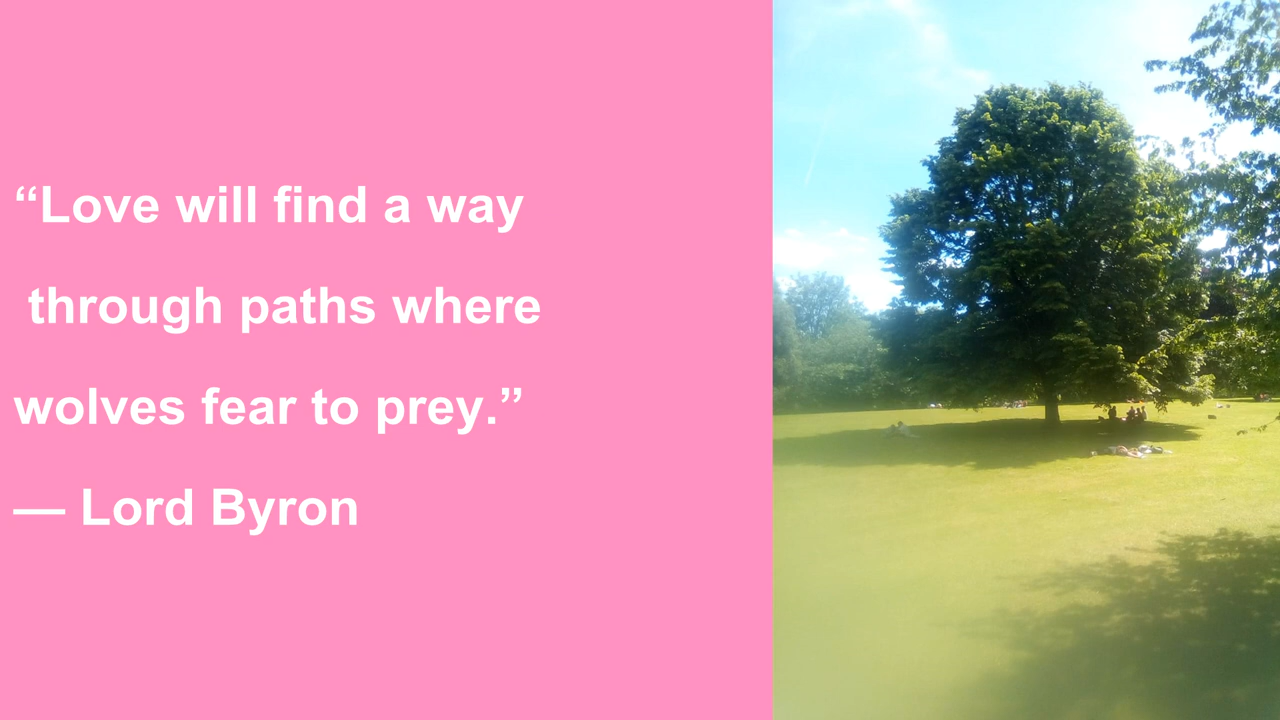 “Love will find a way
through paths where
wolves fear to prey.”
— Lord Byron